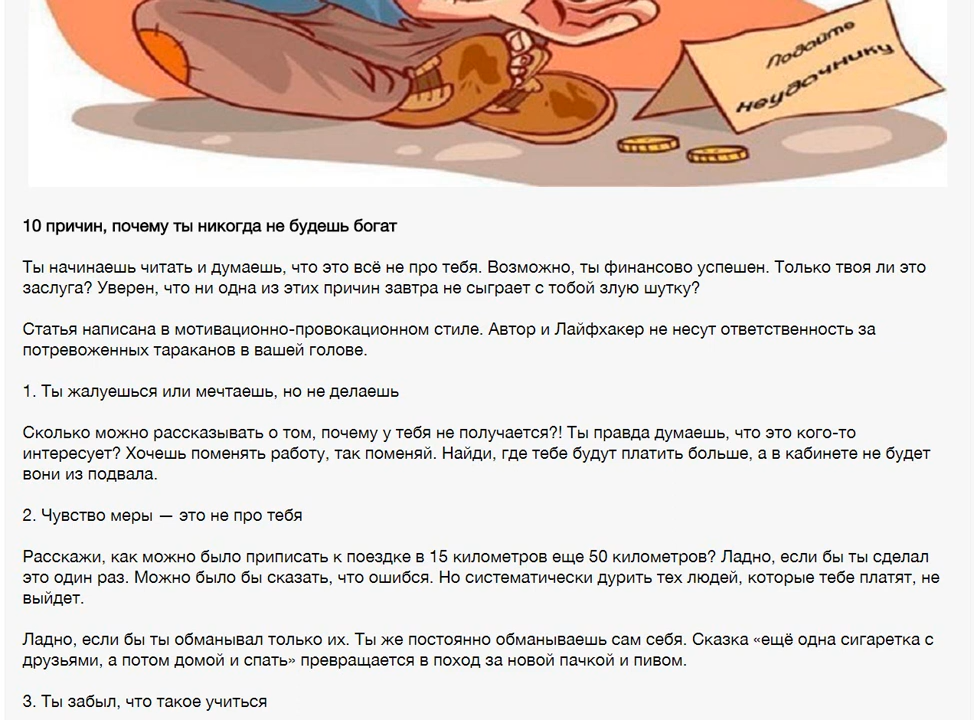 Подайте
неудачнику
10 причин, почему ты никогда не будешь богат
Ты начинаешь читать и думаешь, что это всё не про тебя. Возможно, ты финансово успешен. Только твоя ли это
заслуга? Уверен, что ни одна из этих причин завтра не сыграет с тобой злую шутку?
Статья написана в мотивационно-провокационном стиле. Автор и Лайфхакер не несут ответственность за
потревоженных тараканов в вашей голове.
1. Ты жалуешься или мечтаешь, но не делаешь
Сколько можно рассказывать о том, почему у тебя не получается?! Ты правда думаешь, что это кого-то
интересует? Хочешь поменять работу, так поменяй. Найди, где тебе будут платить больше, а в кабинете не будет
вони из подвала.
2. Чувство меры — это не про тебя
Расскажи, как можно было приписать к поездке в 15 километров еще 50 километров? Ладно, если бы ты сделал
это один раз. Можно было бы сказать, что ошибся. Но систематически дурить тех людей, которые тебе платят, не
выйдет.
Ладно, если бы ты обманывал только их. Ты же постоянно обманываешь сам себя. Сказка «ещё одна сигаретка с
друзьями, а потом домой и спать» превращается в поход за новой пачкой и пивом.
3. Ты забыл, что такое учиться